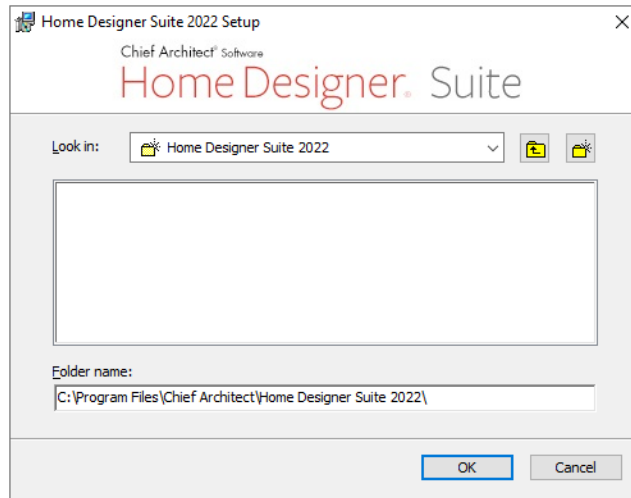 Home Designer Suite 2022 Setup
Chief Architect® Software
Home Designer® Suite
Look in:
Home Designer Suite 2022
Folder name:
C:\Program Files\Chief Architect\Home Designer Suite 2022\
OK
Cancel